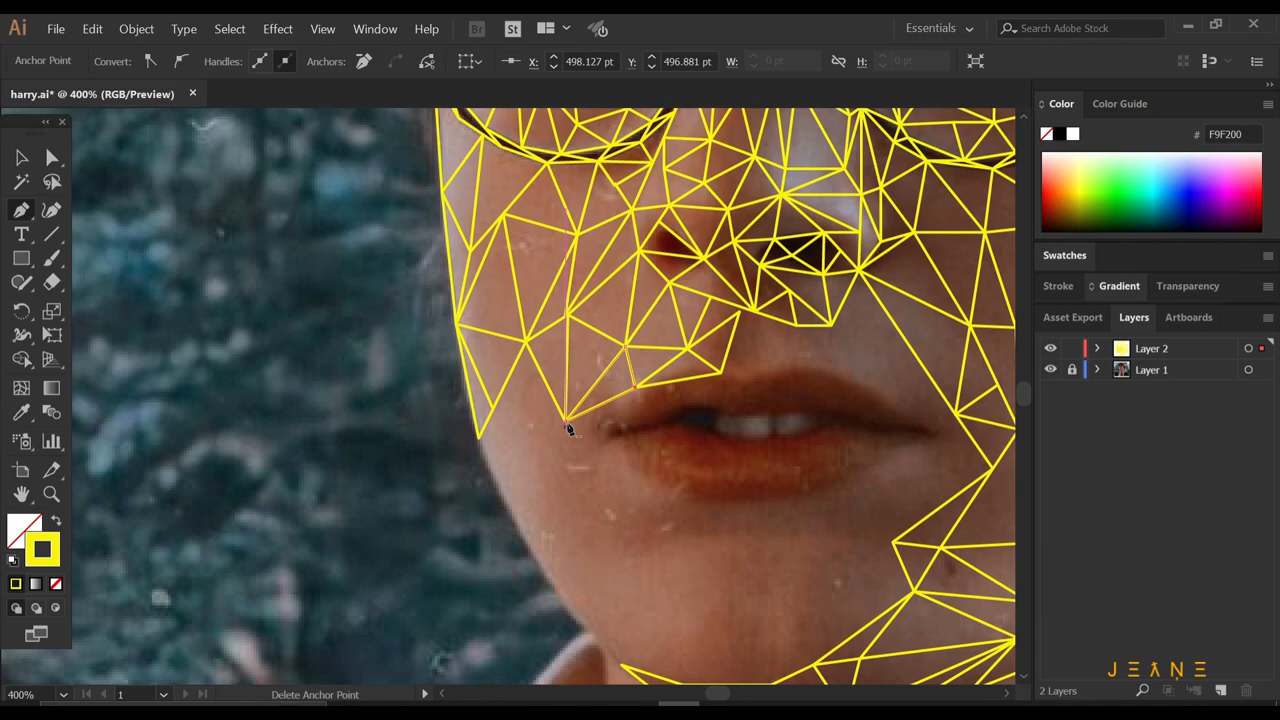 Ai File Edit Object Type Select Effect View Window Help Br St Essentials Search Adobe Stock
Anchor Point Convert: Handles: Anchors: X: 498.127 pt Y: 496.881 pt W: 0 pt H: 0 pt
harry.ai* @ 400% (RGB/Preview)
Color Color Guide
# F9F200
Swatches
Stroke Gradient Transparency
Asset Export Layers Artboards
Layer 2
Layer 1
JEANE
400% 1 Delete Anchor Point 2 Layers